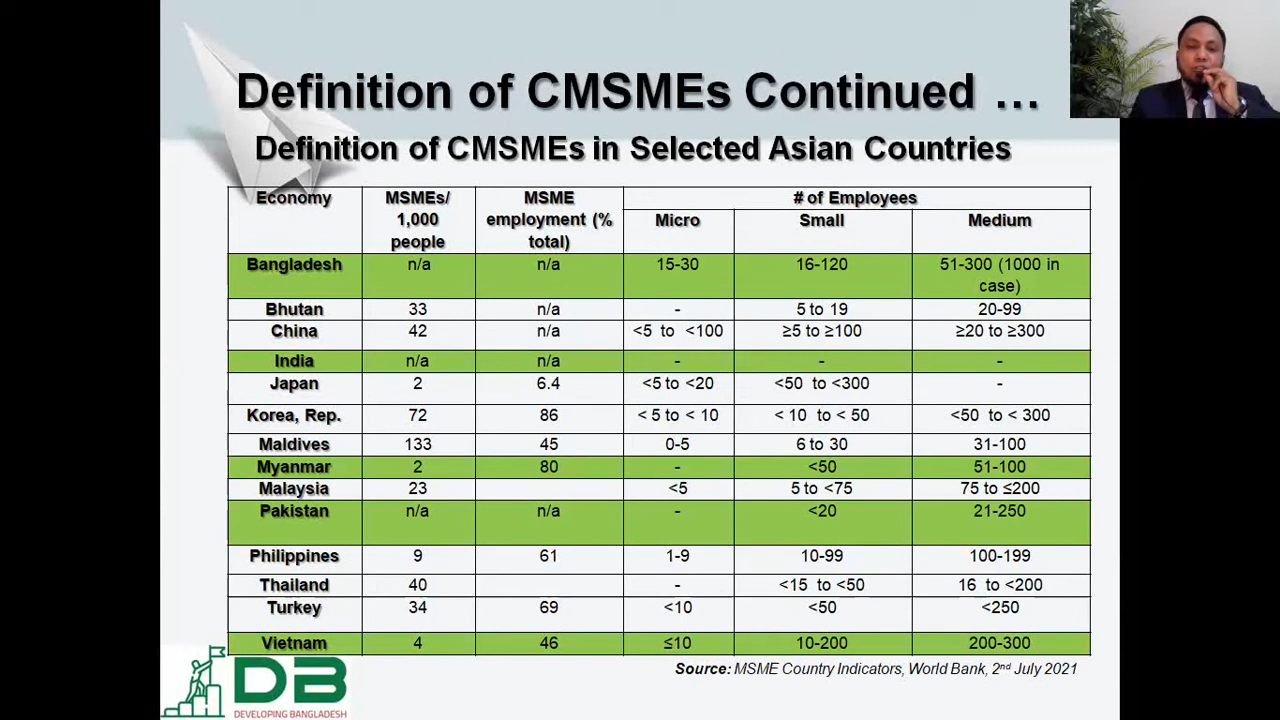 Definition of CMSMEs Continued …
Definition of CMSMEs in Selected Asian Countries
Economy MSMEs/ 1,000 people MSME employment (% total) # of Employees
Micro Small Medium
Bangladesh n/a n/a 15-30 16-120 51-300 (1000 in case)
Bhutan 33 n/a - 5 to 19 20-99
China 42 n/a <5 to <100 ≥5 to ≥100 ≥20 to ≥300
India n/a n/a - - -
Japan 2 6.4 <5 to <20 <50 to <300 -
Korea, Rep. 72 86 < 5 to < 10 < 10 to < 50 <50 to < 300
Maldives 133 45 0-5 6 to 30 31-100
Myanmar 2 80 - <50 51-100
Malaysia 23 <5 5 to <75 75 to ≤200
Pakistan n/a n/a - <20 21-250
Philippines 9 61 1-9 10-99 100-199
Thailand 40 - <15 to <50 16 to <200
Turkey 34 69 <10 <50 <250
Vietnam 4 46 ≤10 10-200 200-300
Source: MSME Country Indicators, World Bank, 2nd July 2021
DB
DEVELOPING BANGLADESH